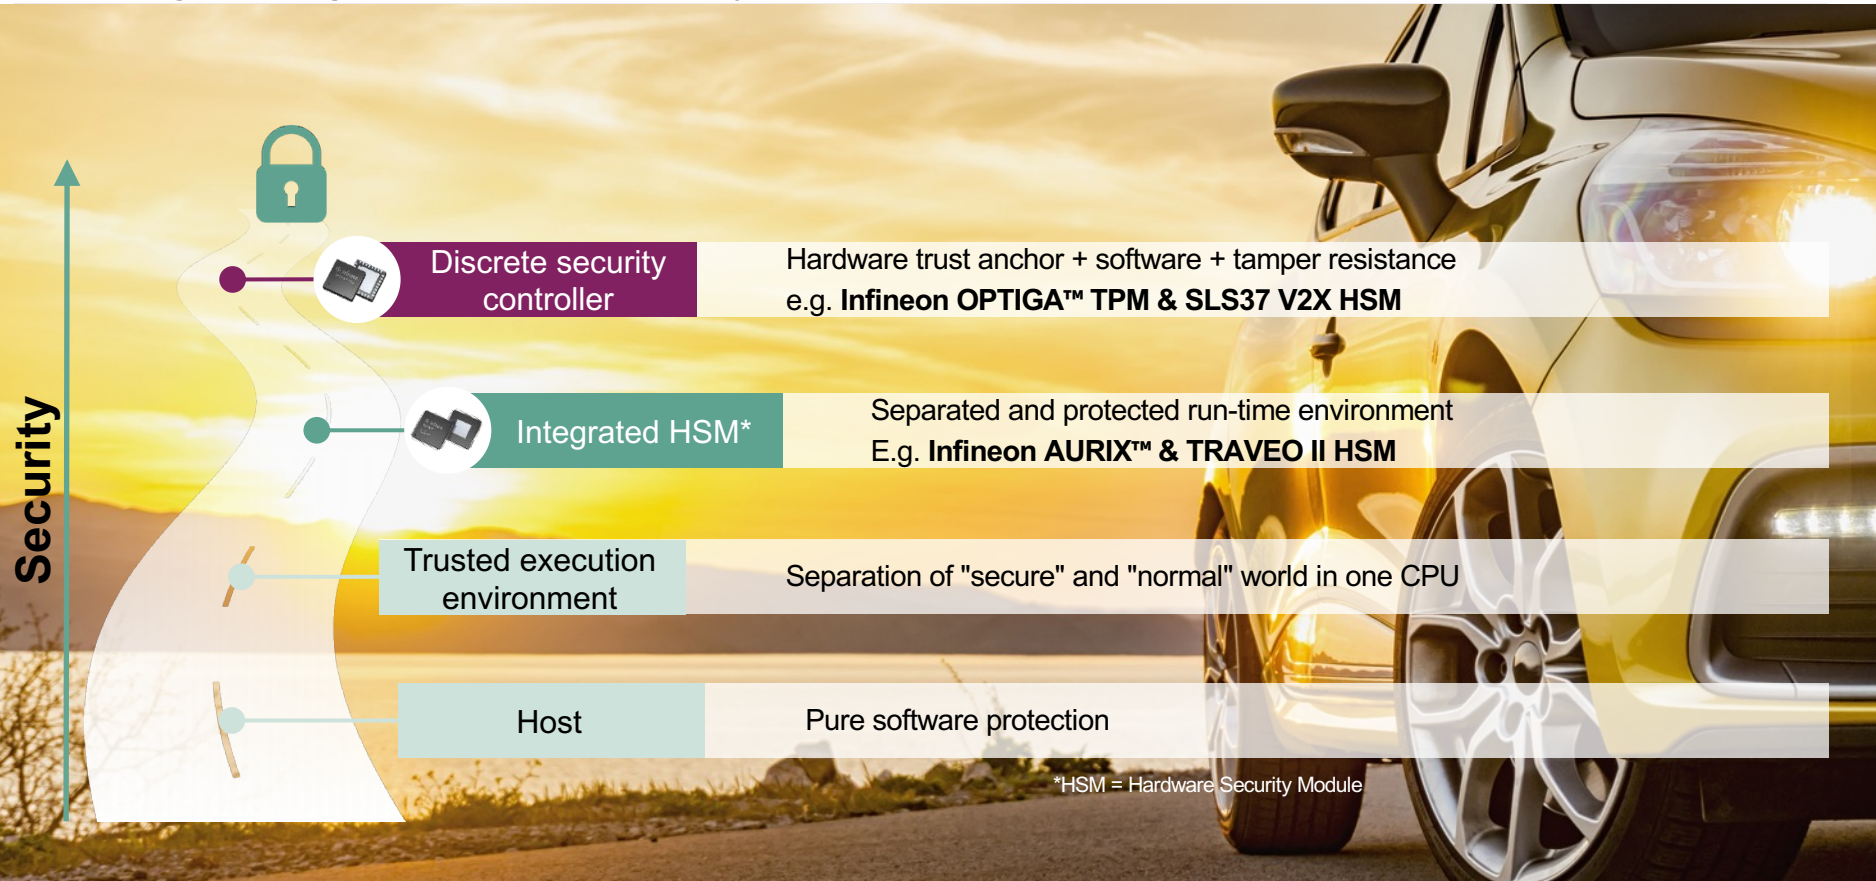 Discrete security
controller
Hardware trust anchor + software + tamper resistance
e.g. Infineon OPTIGA™ TPM & SLS37 V2X HSM
Integrated HSM*
Separated and protected run-time environment
E.g. Infineon AURIX™ & TRAVEO II HSM
Security
Trusted execution
environment
Separation of "secure" and "normal" world in one CPU
Host
Pure software protection
*HSM = Hardware Security Module